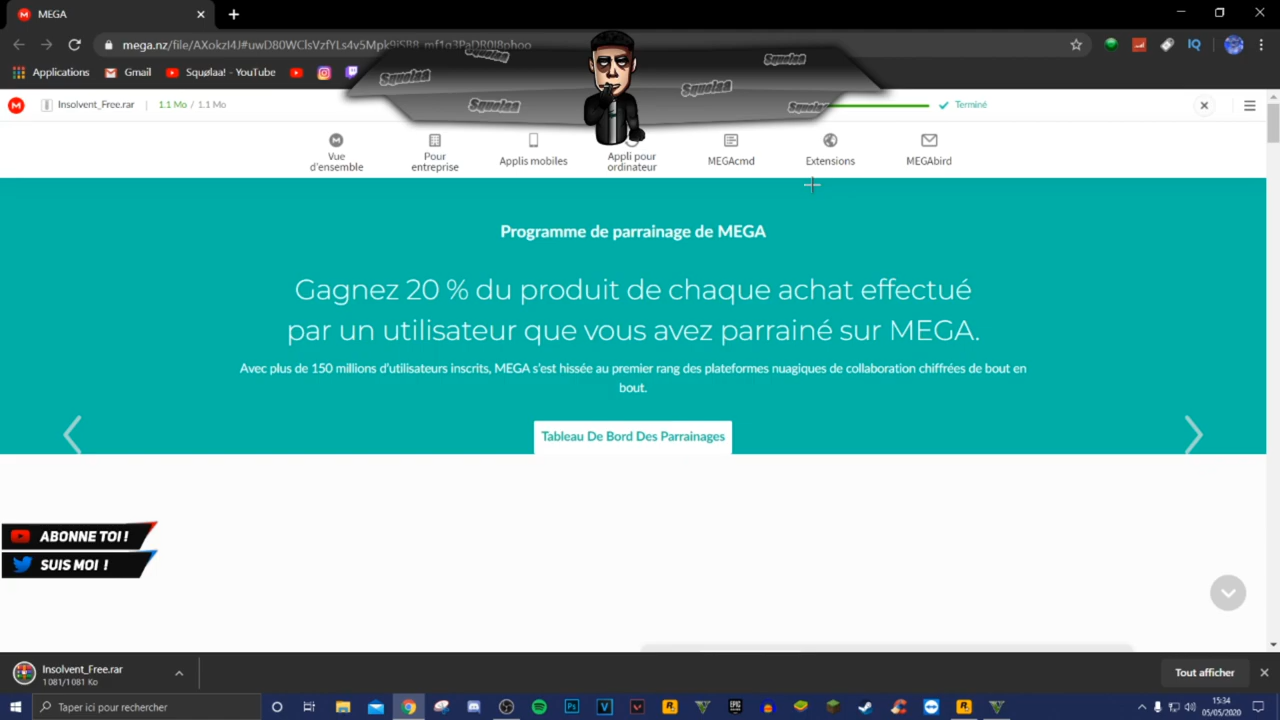 MEGA
mega.nz/file/
Applications
Gmail
Squølaa! - YouTube
Squolaa
Squolaa
Squolaa
Squolaa
Squolaa
Squolaa
Insolvent_Free.rar
1.1 Mo / 1.1 Mo
Terminé
Vue d'ensemble
Pour entreprise
Applis mobiles
Appli pour ordinateur
MEGAcmd
Extensions
MEGAbird
Programme de parrainage de MEGA
Gagnez 20 % du produit de chaque achat effectué
par un utilisateur que vous avez parrainé sur MEGA.
Avec plus de 150 millions d'utilisateurs inscrits, MEGA s'est hissée au premier rang des plateformes nuagiques de collaboration chiffrées de bout en
bout.
Tableau De Bord Des Parrainages
ABONNE TOI !
SUIS MOI !
Insolvent_Free.rar
1 081/1 081 Ko
Tout afficher
Taper ici pour rechercher
15:34
05/05/2020